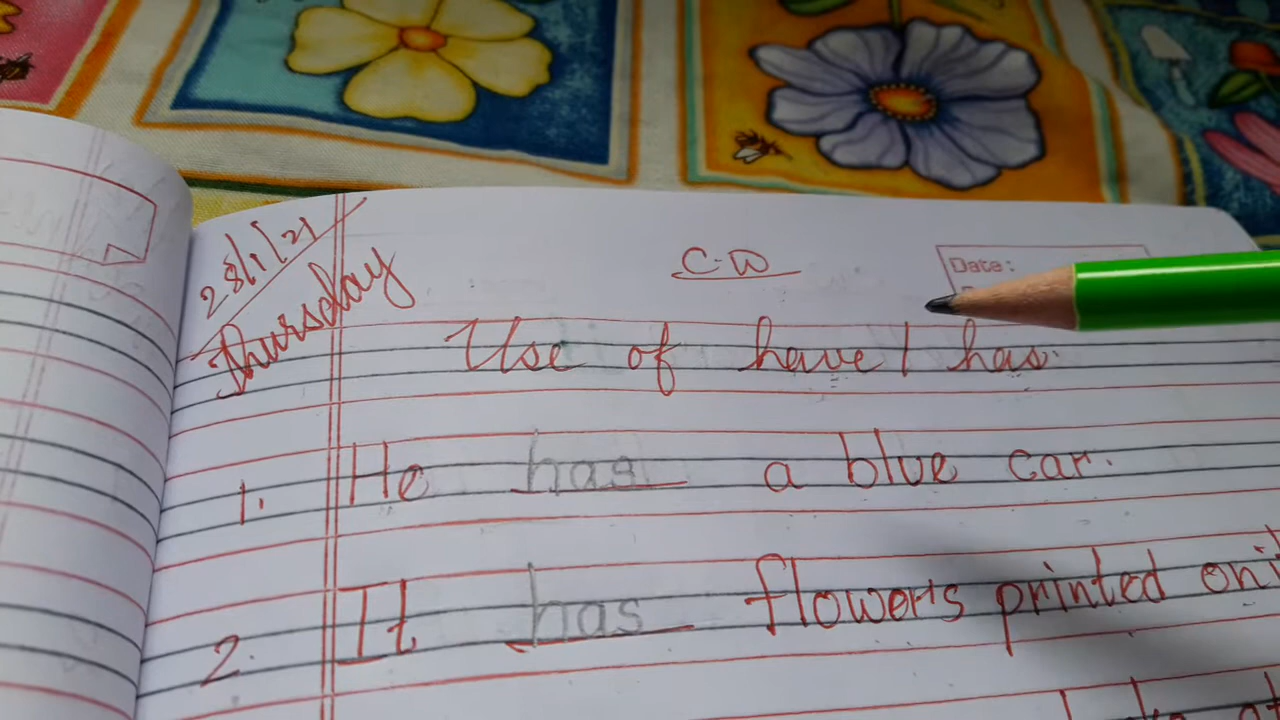 28/1/21
Thursday
C.W
Date:
Use of have / has.
1. He has a blue car.
2. It has flowers printed on it